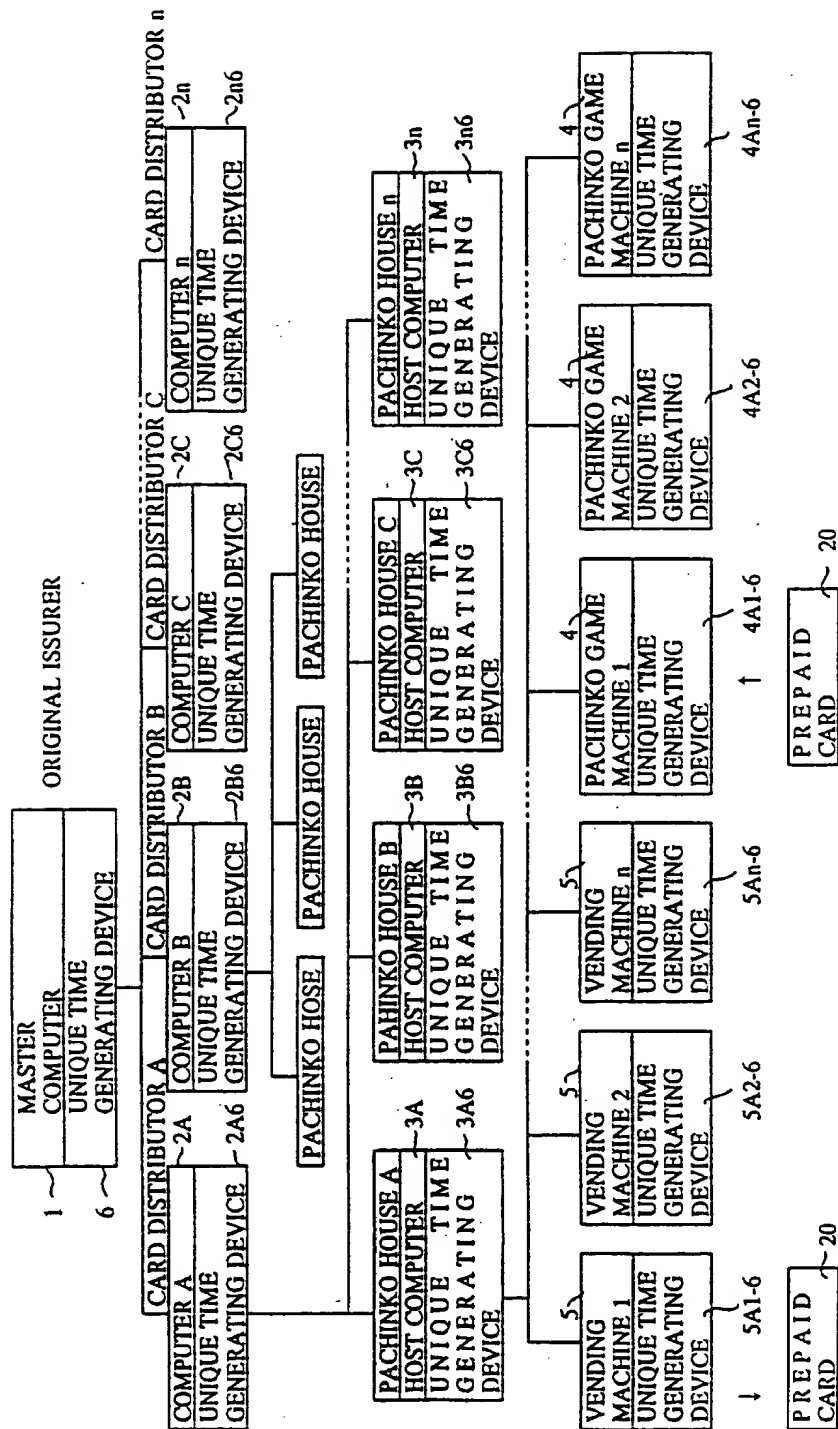 ORIGINAL ISSURER
MASTER
COMPUTER
UNIQUE TIME
GENERATING DEVICE
1
6
CARD DISTRIBUTOR A
COMPUTER A
UNIQUE TIME
GENERATING DEVICE
2A
2A6
CARD DISTRIBUTOR B
COMPUTER B
UNIQUE TIME
GENERATING DEVICE
2B
2B6
CARD DISTRIBUTOR C
COMPUTER C
UNIQUE TIME
GENERATING DEVICE
2C
2C6
CARD DISTRIBUTOR n
COMPUTER n
UNIQUE TIME
GENERATING DEVICE
2n
2n6
PACHINKO HOSE
PACHINKO HOUSE
PACHINKO HOUSE
PACHINKO HOUSE A
HOST COMPUTER
UNIQUE TIME
GENERATING
DEVICE
3A
3A6
PAHINKO HOUSE B
HOST COMPUTER
UNIQUE TIME
GENERATING
DEVICE
3B
3B6
PACHINKO HOUSE C
HOST COMPUTER
UNIQUE TIME
GENERATING
DEVICE
3C
3C6
PACHINKO HOUSE n
HOST COMPUTER
UNIQUE TIME
GENERATING
DEVICE
3n
3n6
5
VENDING
MACHINE 1
UNIQUE TIME
GENERATING
DEVICE
5A1-6
5
VENDING
MACHINE 2
UNIQUE TIME
GENERATING
DEVICE
5A2-6
5
VENDING
MACHINE n
UNIQUE TIME
GENERATING
DEVICE
5An-6
4
PACHINKO GAME
MACHINE 1
UNIQUE TIME
GENERATING
DEVICE
4A1-6
4
PACHINKO GAME
MACHINE 2
UNIQUE TIME
GENERATING
DEVICE
4A2-6
4
PACHINKO GAME
MACHINE n
UNIQUE TIME
GENERATING
DEVICE
4An-6
↓
PREPAID
CARD
20
↑
PREPAID
CARD
20